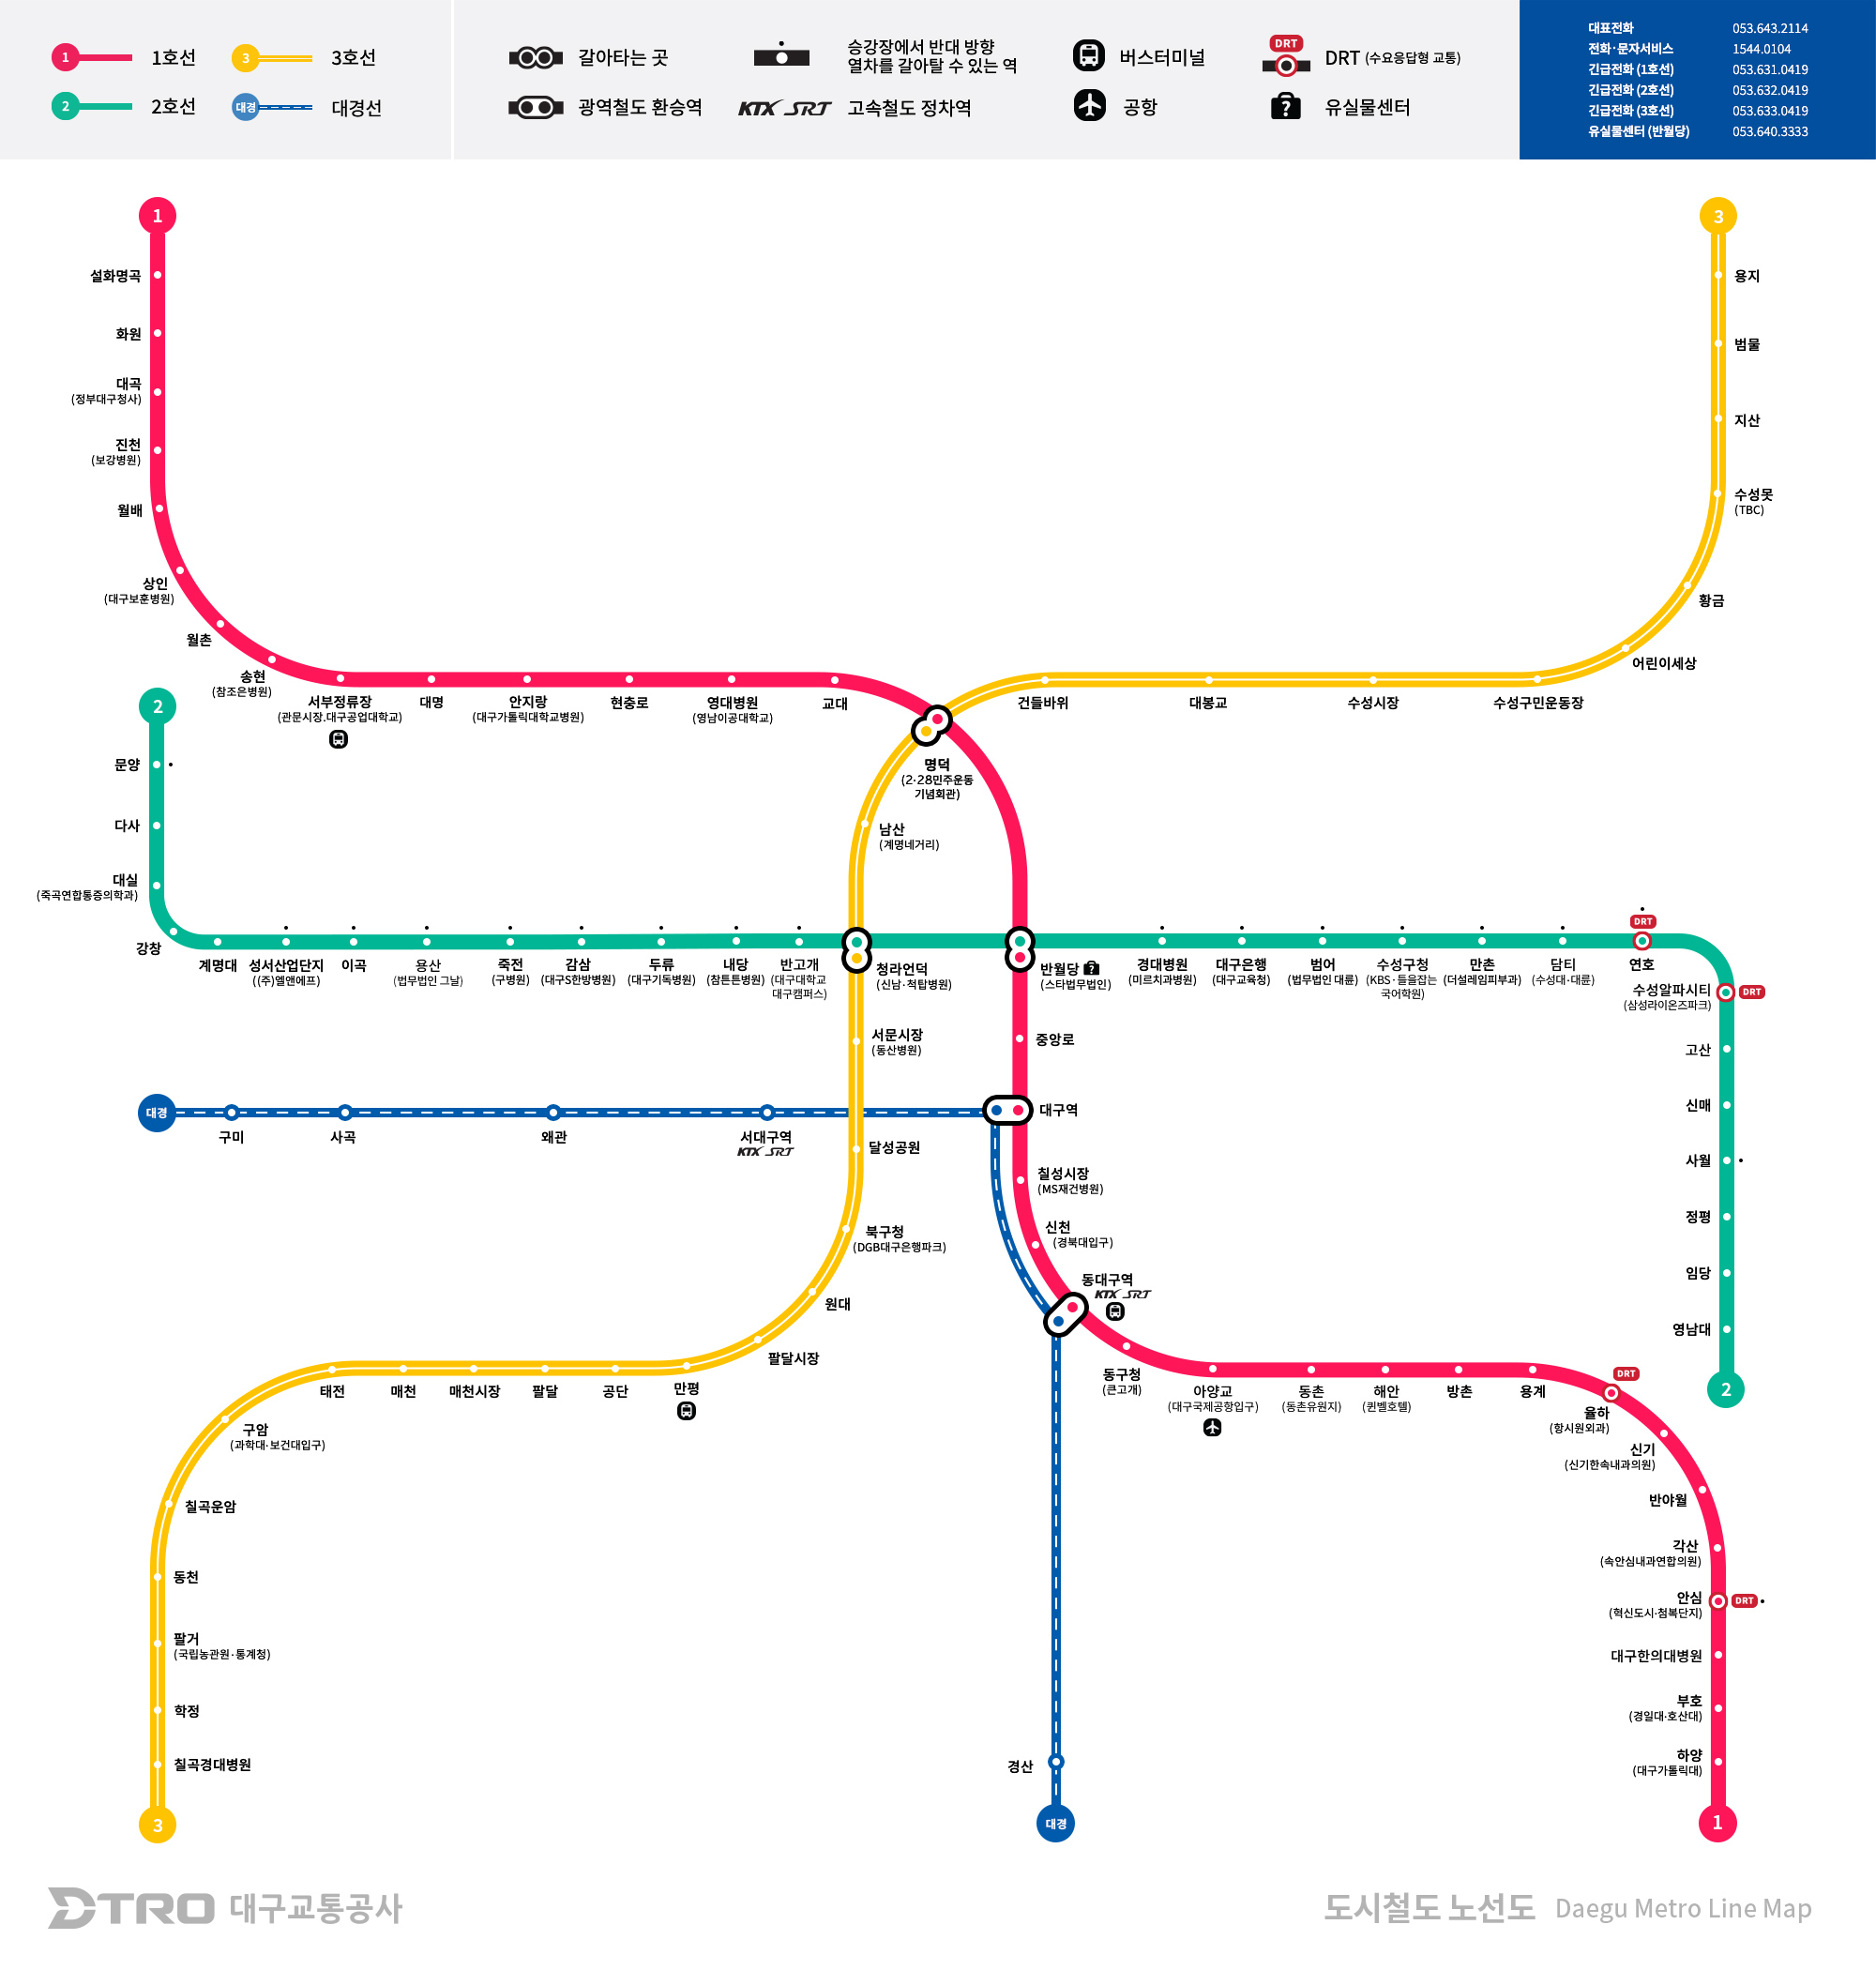 1 1호선
3 3호선
2 2호선
대경 대경선
갈아타는 곳
광역철도 환승역
승강장에서 반대 방향
열차를 갈아탈 수 있는 역
KTX SRT 고속철도 정차역
버스터미널
공항
DRT
DRT (수요응답형 교통)
? 유실물센터
대표전화 053.643.2114
전화·문자서비스 1544.0104
긴급전화 (1호선) 053.631.0419
긴급전화 (2호선) 053.632.0419
긴급전화 (3호선) 053.633.0419
유실물센터 (반월당) 053.640.3333
1
설화명곡
화원
대곡
(정부대구청사)
진천
(보강병원)
월배
상인
(대구보훈병원)
월촌
송현
(참조은병원)
서부정류장
(관문시장.대구공업대학교)
대명
안지랑
(대구가톨릭대학교병원)
현충로
영대병원
(영남이공대학교)
교대
명덕
(2·28민주운동
기념회관)
3
용지
범물
지산
수성못
(TBC)
황금
어린이세상
수성구민운동장
수성시장
대봉교
건들바위
남산
(계명네거리)
2
문양
다사
대실
(죽곡연합통증의학과)
강창
계명대
성서산업단지
((주)엘앤에프)
이곡
용산
(법무법인 그날)
죽전
(구병원)
감삼
(대구S한방병원)
두류
(대구기독병원)
내당
(참튼튼병원)
반고개
(대구대학교
대구캠퍼스)
청라언덕
(신남·척탑병원)
반월당 ?
(스타법무법인)
경대병원
(미르치과병원)
대구은행
(대구교육청)
범어
(법무법인 대륜)
수성구청
(KBS·들을잡는
국어학원)
만촌
(더설레임피부과)
담티
(수성대·대륜)
DRT
연호
수성알파시티
(삼성라이온즈파크)
DRT
고산
신매
사월
정평
임당
영남대
2
서문시장
(동산병원)
중앙로
대경
구미
사곡
왜관
서대구역
KTX SRT
대구역
달성공원
칠성시장
(MS재건병원)
북구청
(DGB대구은행파크)
신천
(경북대입구)
원대
동대구역
KTX SRT
팔달시장
만평
공단
팔달
매천시장
매천
태전
구암
(과학대·보건대입구)
칠곡운암
동천
팔거
(국립농관원·통계청)
학정
칠곡경대병원
3
동구청
(큰고개)
아양교
(대구국제공항입구)
동촌
(동촌유원지)
해안
(퀸벨호텔)
방촌
용계
DRT
율하
(항시원외과)
신기
(신기한속내과의원)
반야월
각산
(속안심내과연합의원)
안심
(혁신도시·첨복단지)
DRT
대구한의대병원
부호
(경일대·호산대)
하양
(대구가톨릭대)
1
경산
대경
DTRO 대구교통공사
도시철도 노선도 Daegu Metro Line Map